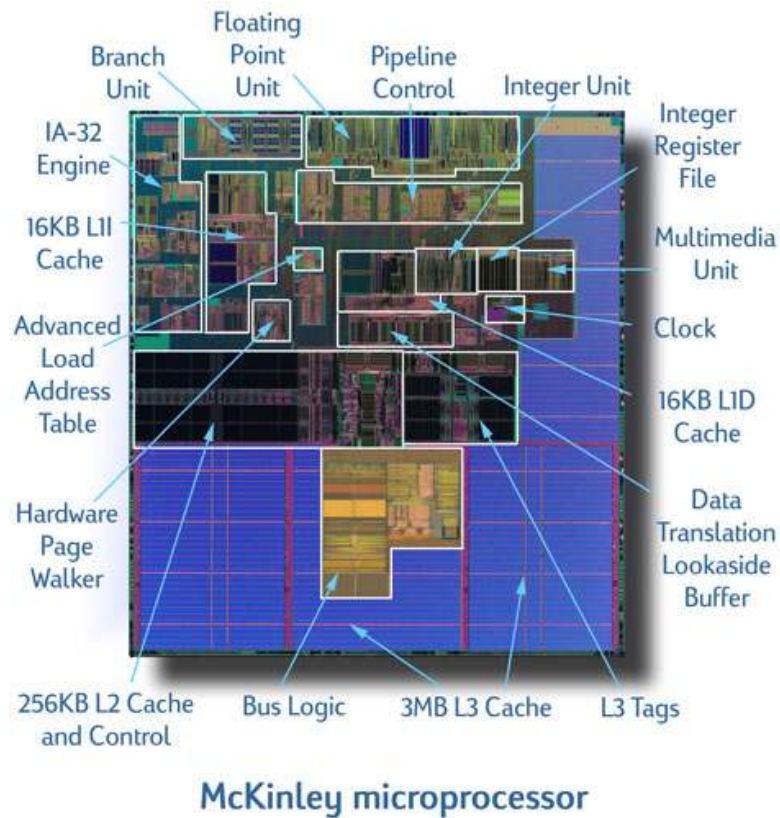 Floating
Point
Unit
Branch
Unit
Pipeline
Control
Integer Unit
Integer
Register
File
IA-32
Engine
16KB L1I
Cache
Multimedia
Unit
Advanced
Load
Address
Table
Clock
16KB L1D
Cache
Hardware
Page
Walker
Data
Translation
Lookaside
Buffer
256KB L2 Cache
and Control
Bus Logic
3MB L3 Cache
L3 Tags
McKinley microprocessor